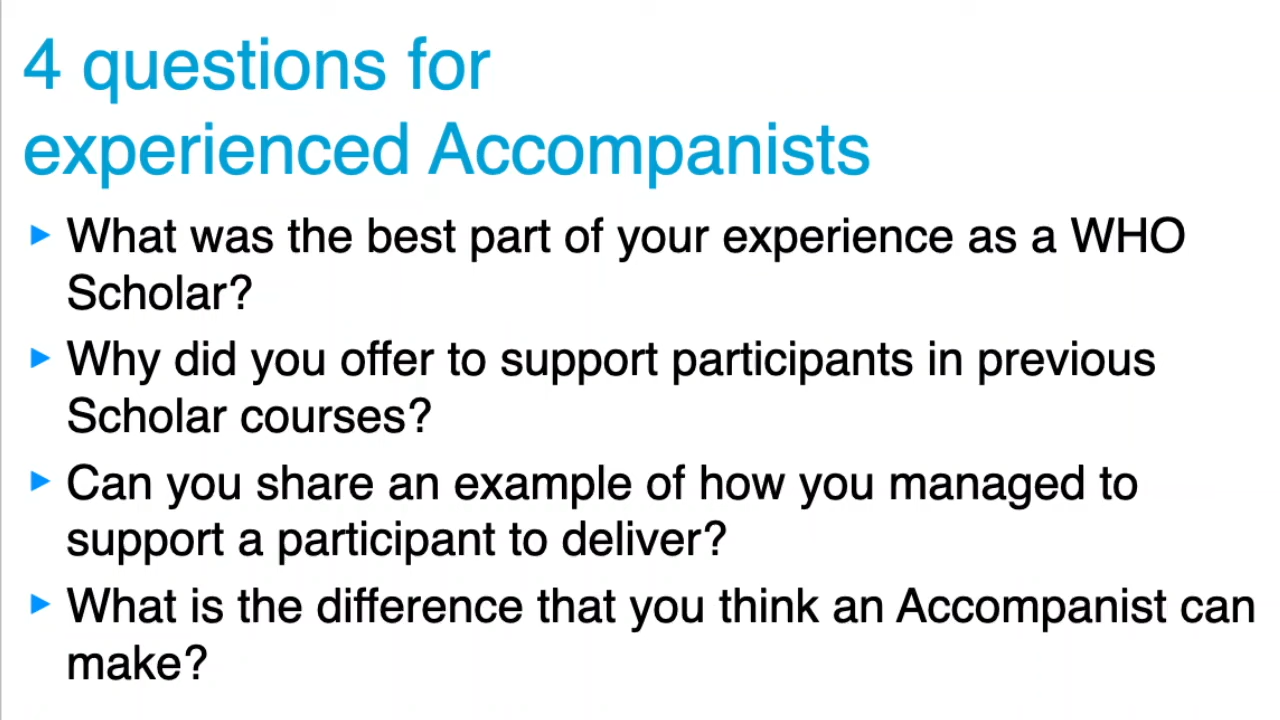 4 questions for
experienced Accompanists
▶ What was the best part of your experience as a WHO
Scholar?
▶ Why did you offer to support participants in previous
Scholar courses?
▶ Can you share an example of how you managed to
support a participant to deliver?
▶ What is the difference that you think an Accompanist can
make?